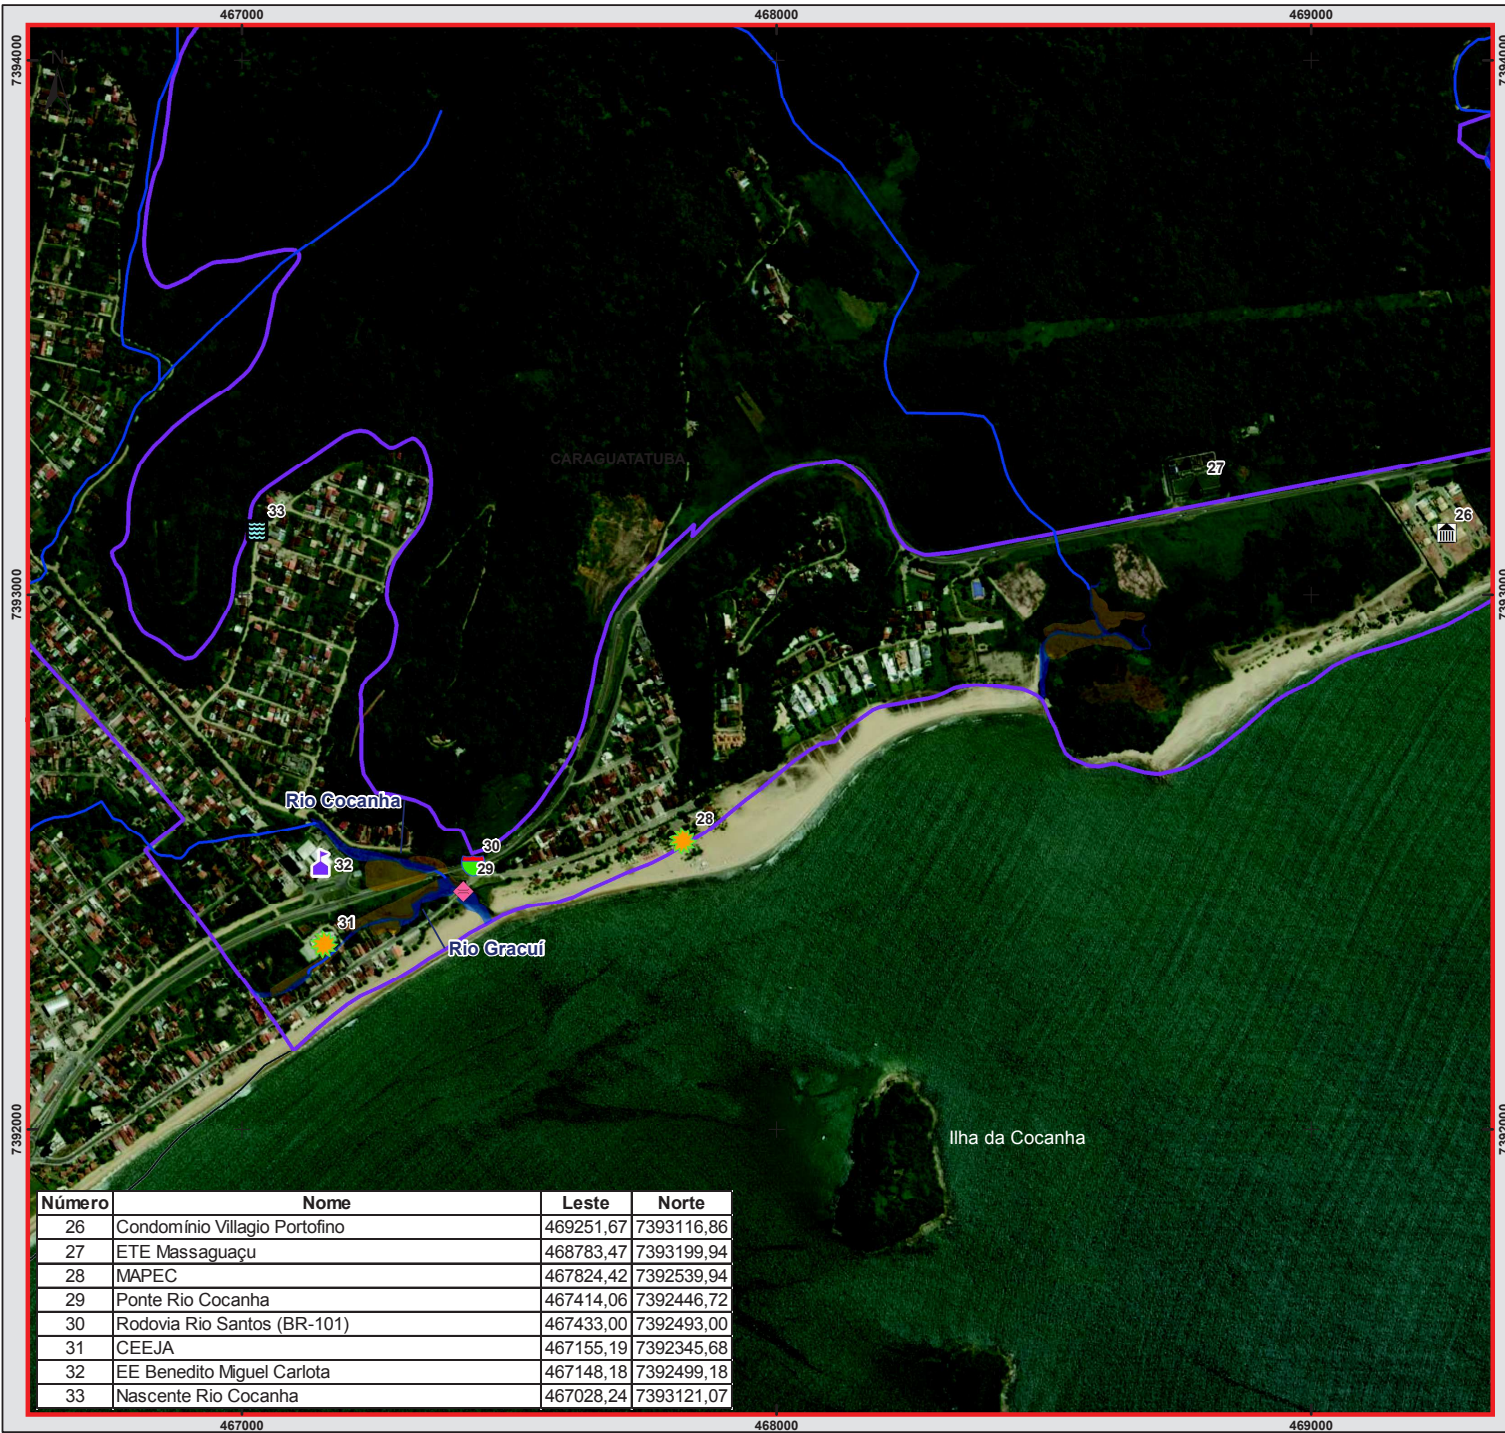 467000 468000 469000
7394000 7394000
N
CARAGUATATUBA
27
33
26
7393000 7393000
Rio Cocanha
28
30
32
29
31
Rio Gracuí
7392000 7392000
Ilha da Cocanha
Número Nome Leste Norte
26 Condomínio Villagio Portofino 469251,67 7393116,86
27 ETE Massaguaçu 468783,47 7393199,94
28 MAPEC 467824,42 7392539,94
29 Ponte Rio Cocanha 467414,06 7392446,72
30 Rodovia Rio Santos (BR-101) 467433,00 7392493,00
31 CEEJA 467155,19 7392345,68
32 EE Benedito Miguel Carlota 467148,18 7392499,18
33 Nascente Rio Cocanha 467028,24 7393121,07
467000 468000 469000